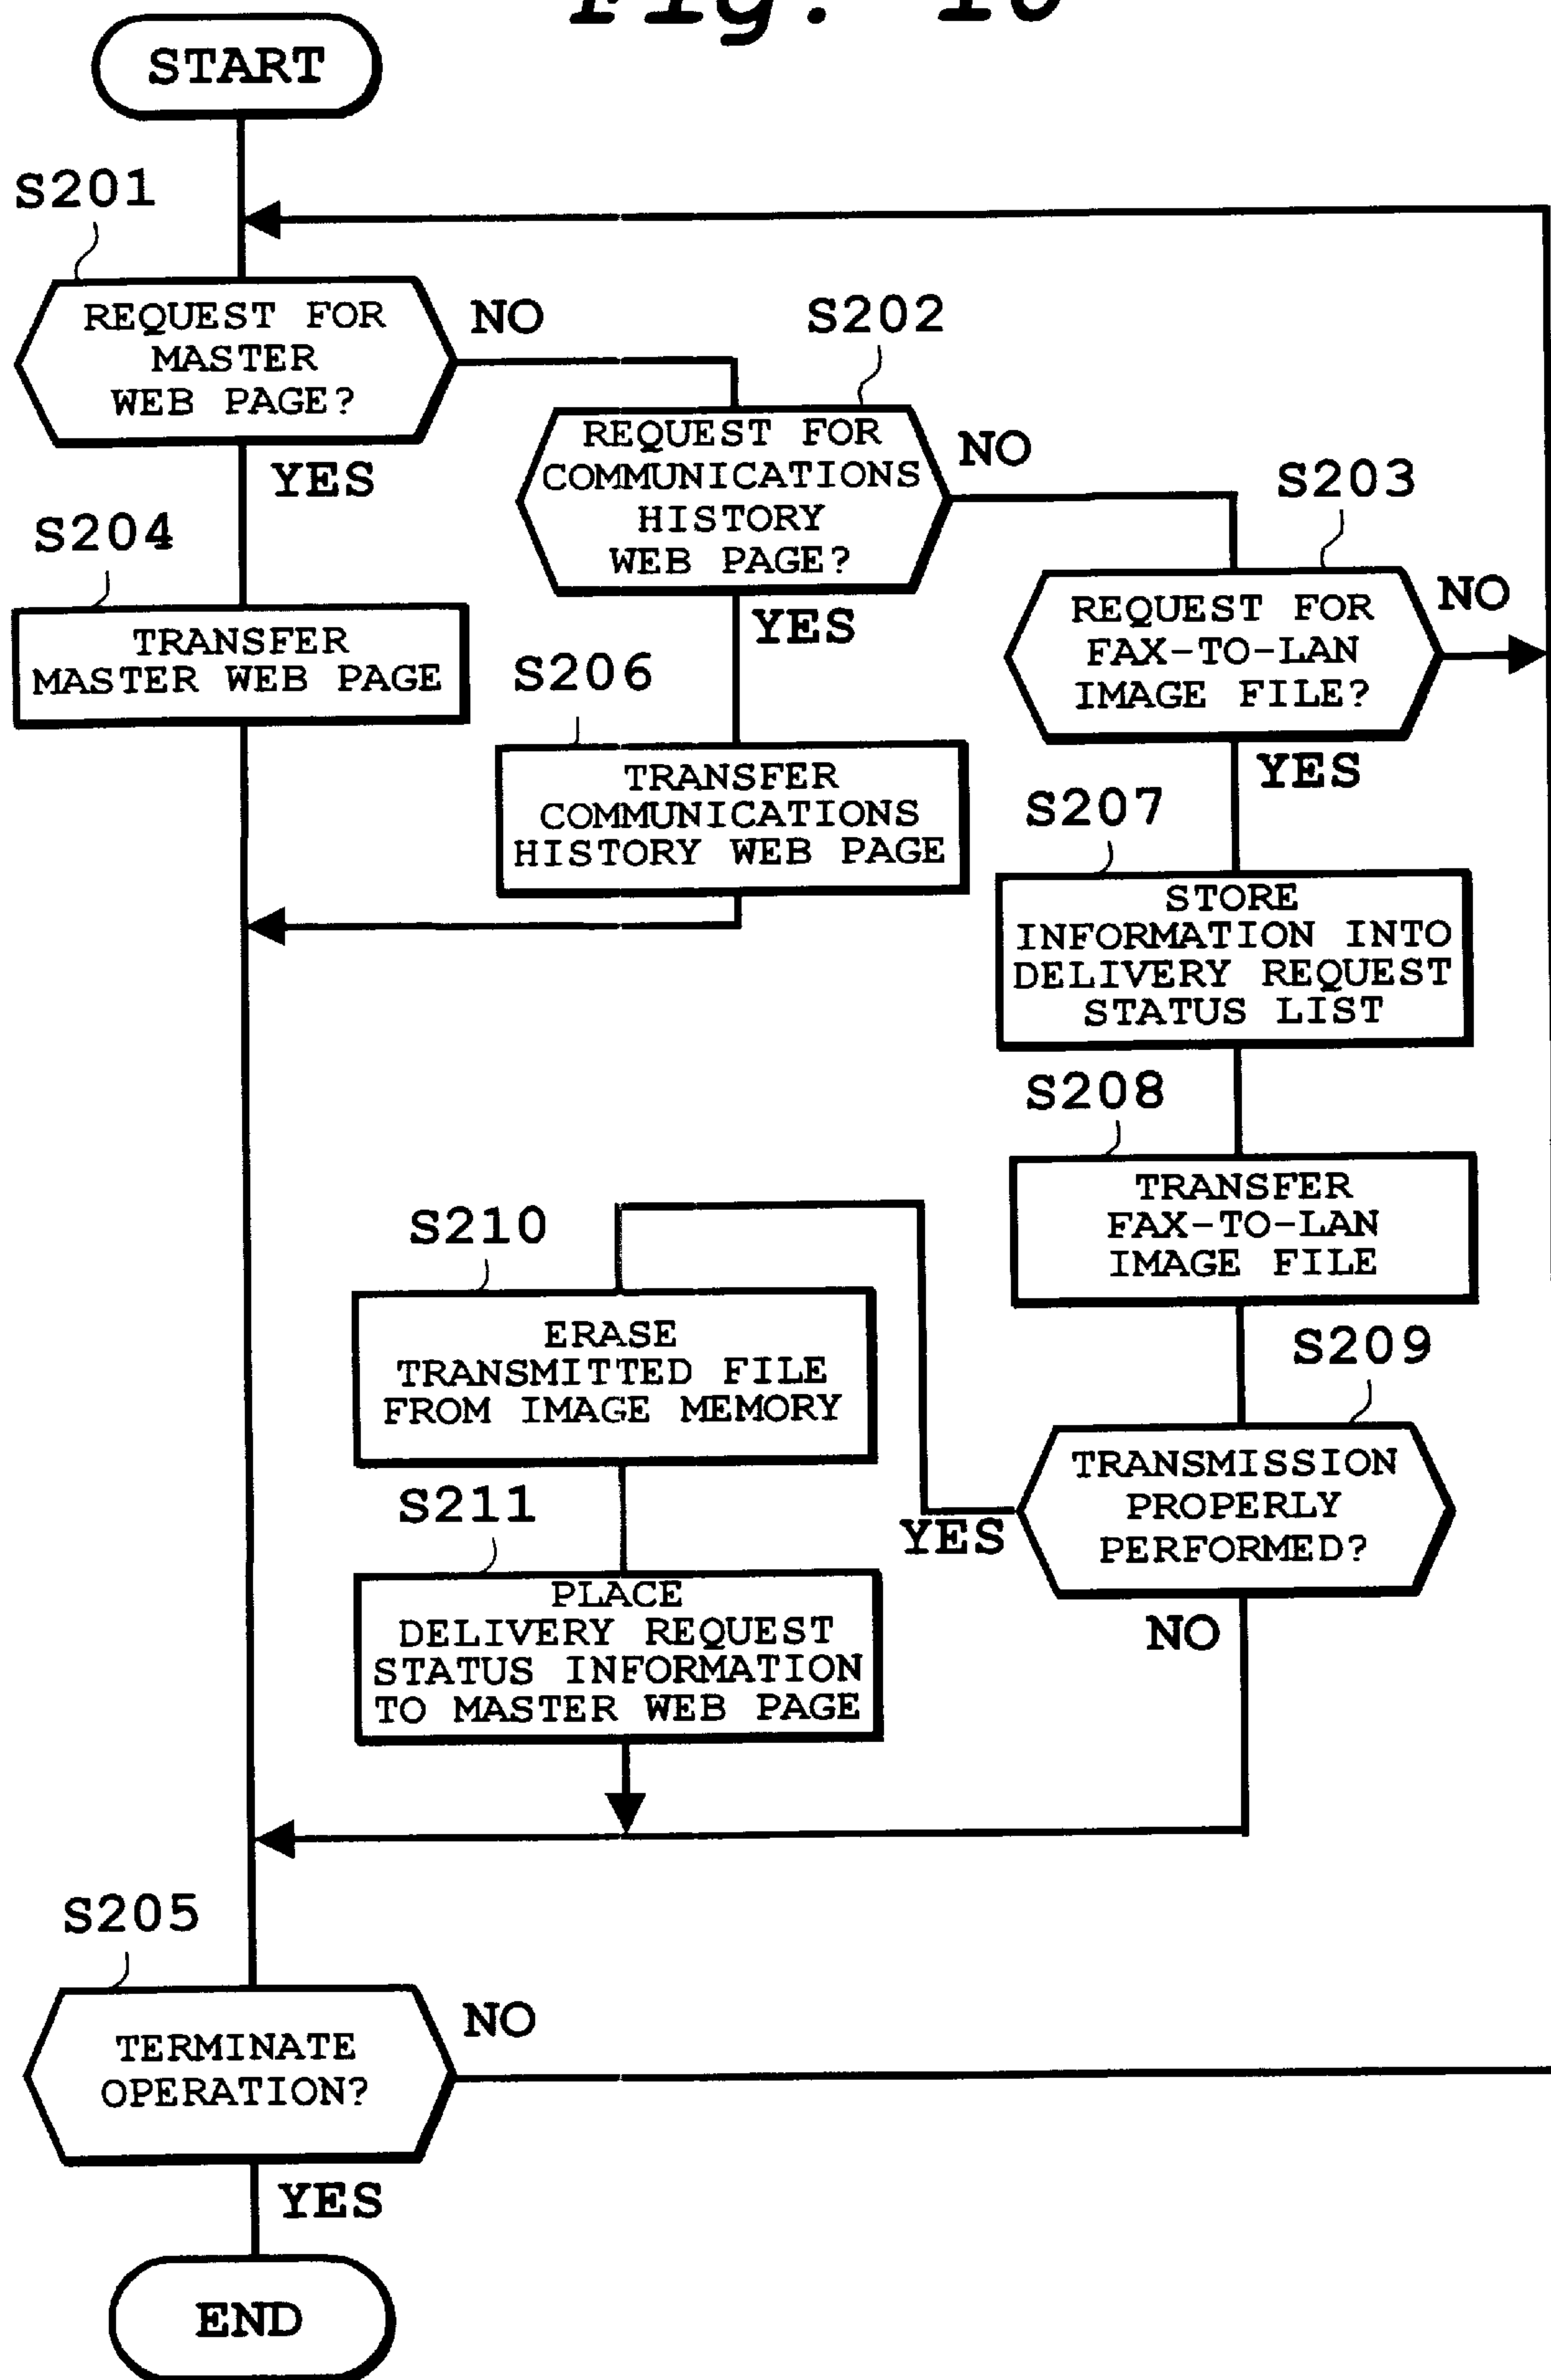 Fig. 10
START
S201
REQUEST FOR
MASTER
WEB PAGE?
NO
YES
S202
REQUEST FOR
COMMUNICATIONS
HISTORY
WEB PAGE?
NO
YES
S203
REQUEST FOR
FAX-TO-LAN
IMAGE FILE?
NO
YES
S204
TRANSFER
MASTER WEB PAGE
S206
TRANSFER
COMMUNICATIONS
HISTORY WEB PAGE
S207
STORE
INFORMATION INTO
DELIVERY REQUEST
STATUS LIST
S208
TRANSFER
FAX-TO-LAN
IMAGE FILE
S209
TRANSMISSION
PROPERLY
PERFORMED?
YES
NO
S210
ERASE
TRANSMITTED FILE
FROM IMAGE MEMORY
S211
PLACE
DELIVERY REQUEST
STATUS INFORMATION
TO MASTER WEB PAGE
S205
TERMINATE
OPERATION?
NO
YES
END